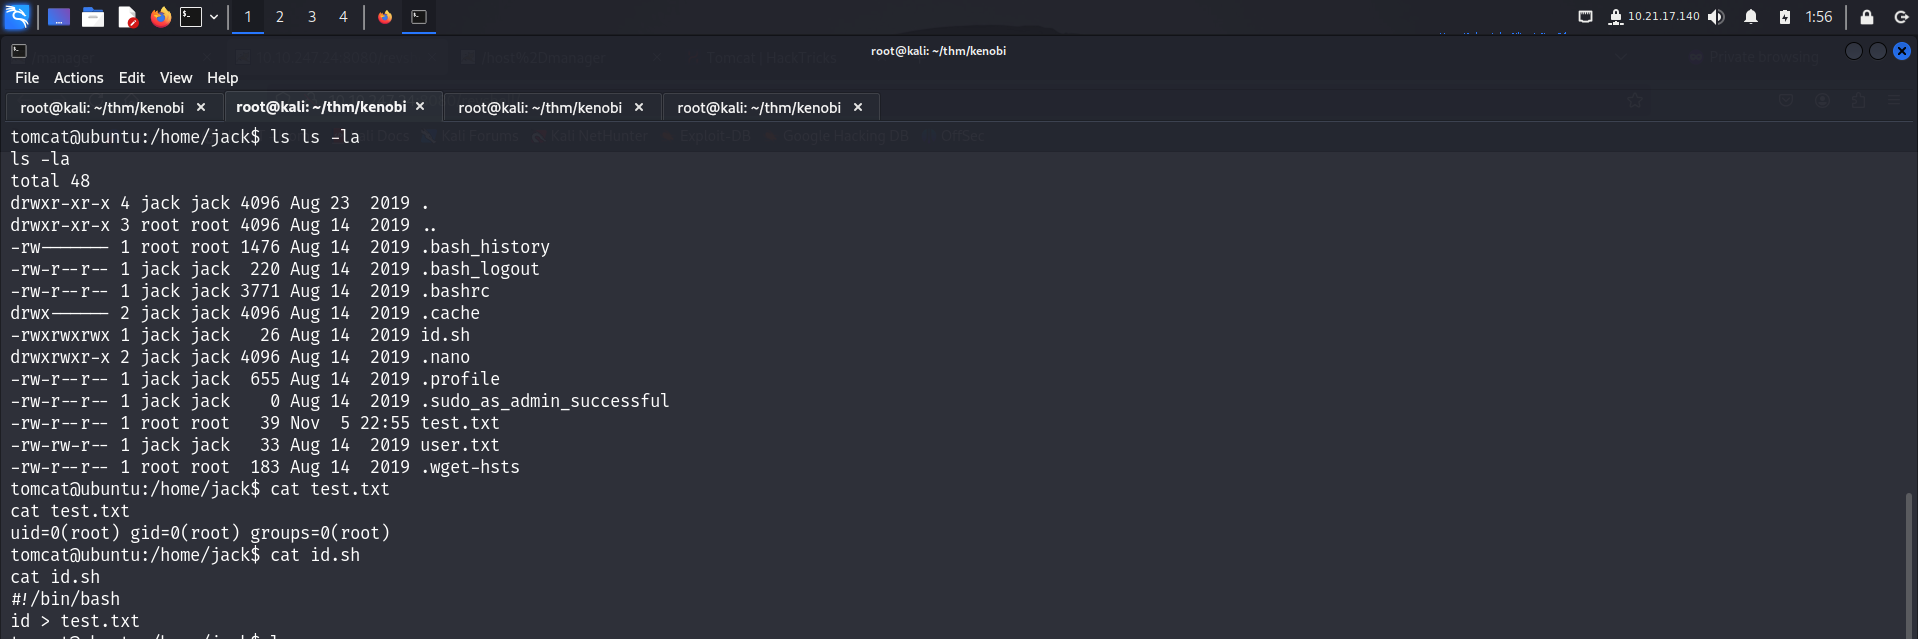 1 2 3 4 10.21.17.140 1:56
root@kali: ~/thm/kenobi
File Actions Edit View Help
root@kali: ~/thm/kenobi × root@kali: ~/thm/kenobi × root@kali: ~/thm/kenobi × root@kali: ~/thm/kenobi ×
tomcat@ubuntu:/home/jack$ ls ls -la
ls -la
total 48
drwxr-xr-x 4 jack jack 4096 Aug 23  2019 .
drwxr-xr-x 3 root root 4096 Aug 14  2019 ..
-rw------- 1 root root 1476 Aug 14  2019 .bash_history
-rw-r--r-- 1 jack jack  220 Aug 14  2019 .bash_logout
-rw-r--r-- 1 jack jack 3771 Aug 14  2019 .bashrc
drwx------ 2 jack jack 4096 Aug 14  2019 .cache
-rwxrwxrwx 1 jack jack   26 Aug 14  2019 id.sh
drwxrwxr-x 2 jack jack 4096 Aug 14  2019 .nano
-rw-r--r-- 1 jack jack  655 Aug 14  2019 .profile
-rw-r--r-- 1 jack jack    0 Aug 14  2019 .sudo_as_admin_successful
-rw-r--r-- 1 root root   39 Nov  5 22:55 test.txt
-rw-rw-r-- 1 jack jack   33 Aug 14  2019 user.txt
-rw-r--r-- 1 root root  183 Aug 14  2019 .wget-hsts
tomcat@ubuntu:/home/jack$ cat test.txt
cat test.txt
uid=0(root) gid=0(root) groups=0(root)
tomcat@ubuntu:/home/jack$ cat id.sh
cat id.sh
#!/bin/bash
id > test.txt